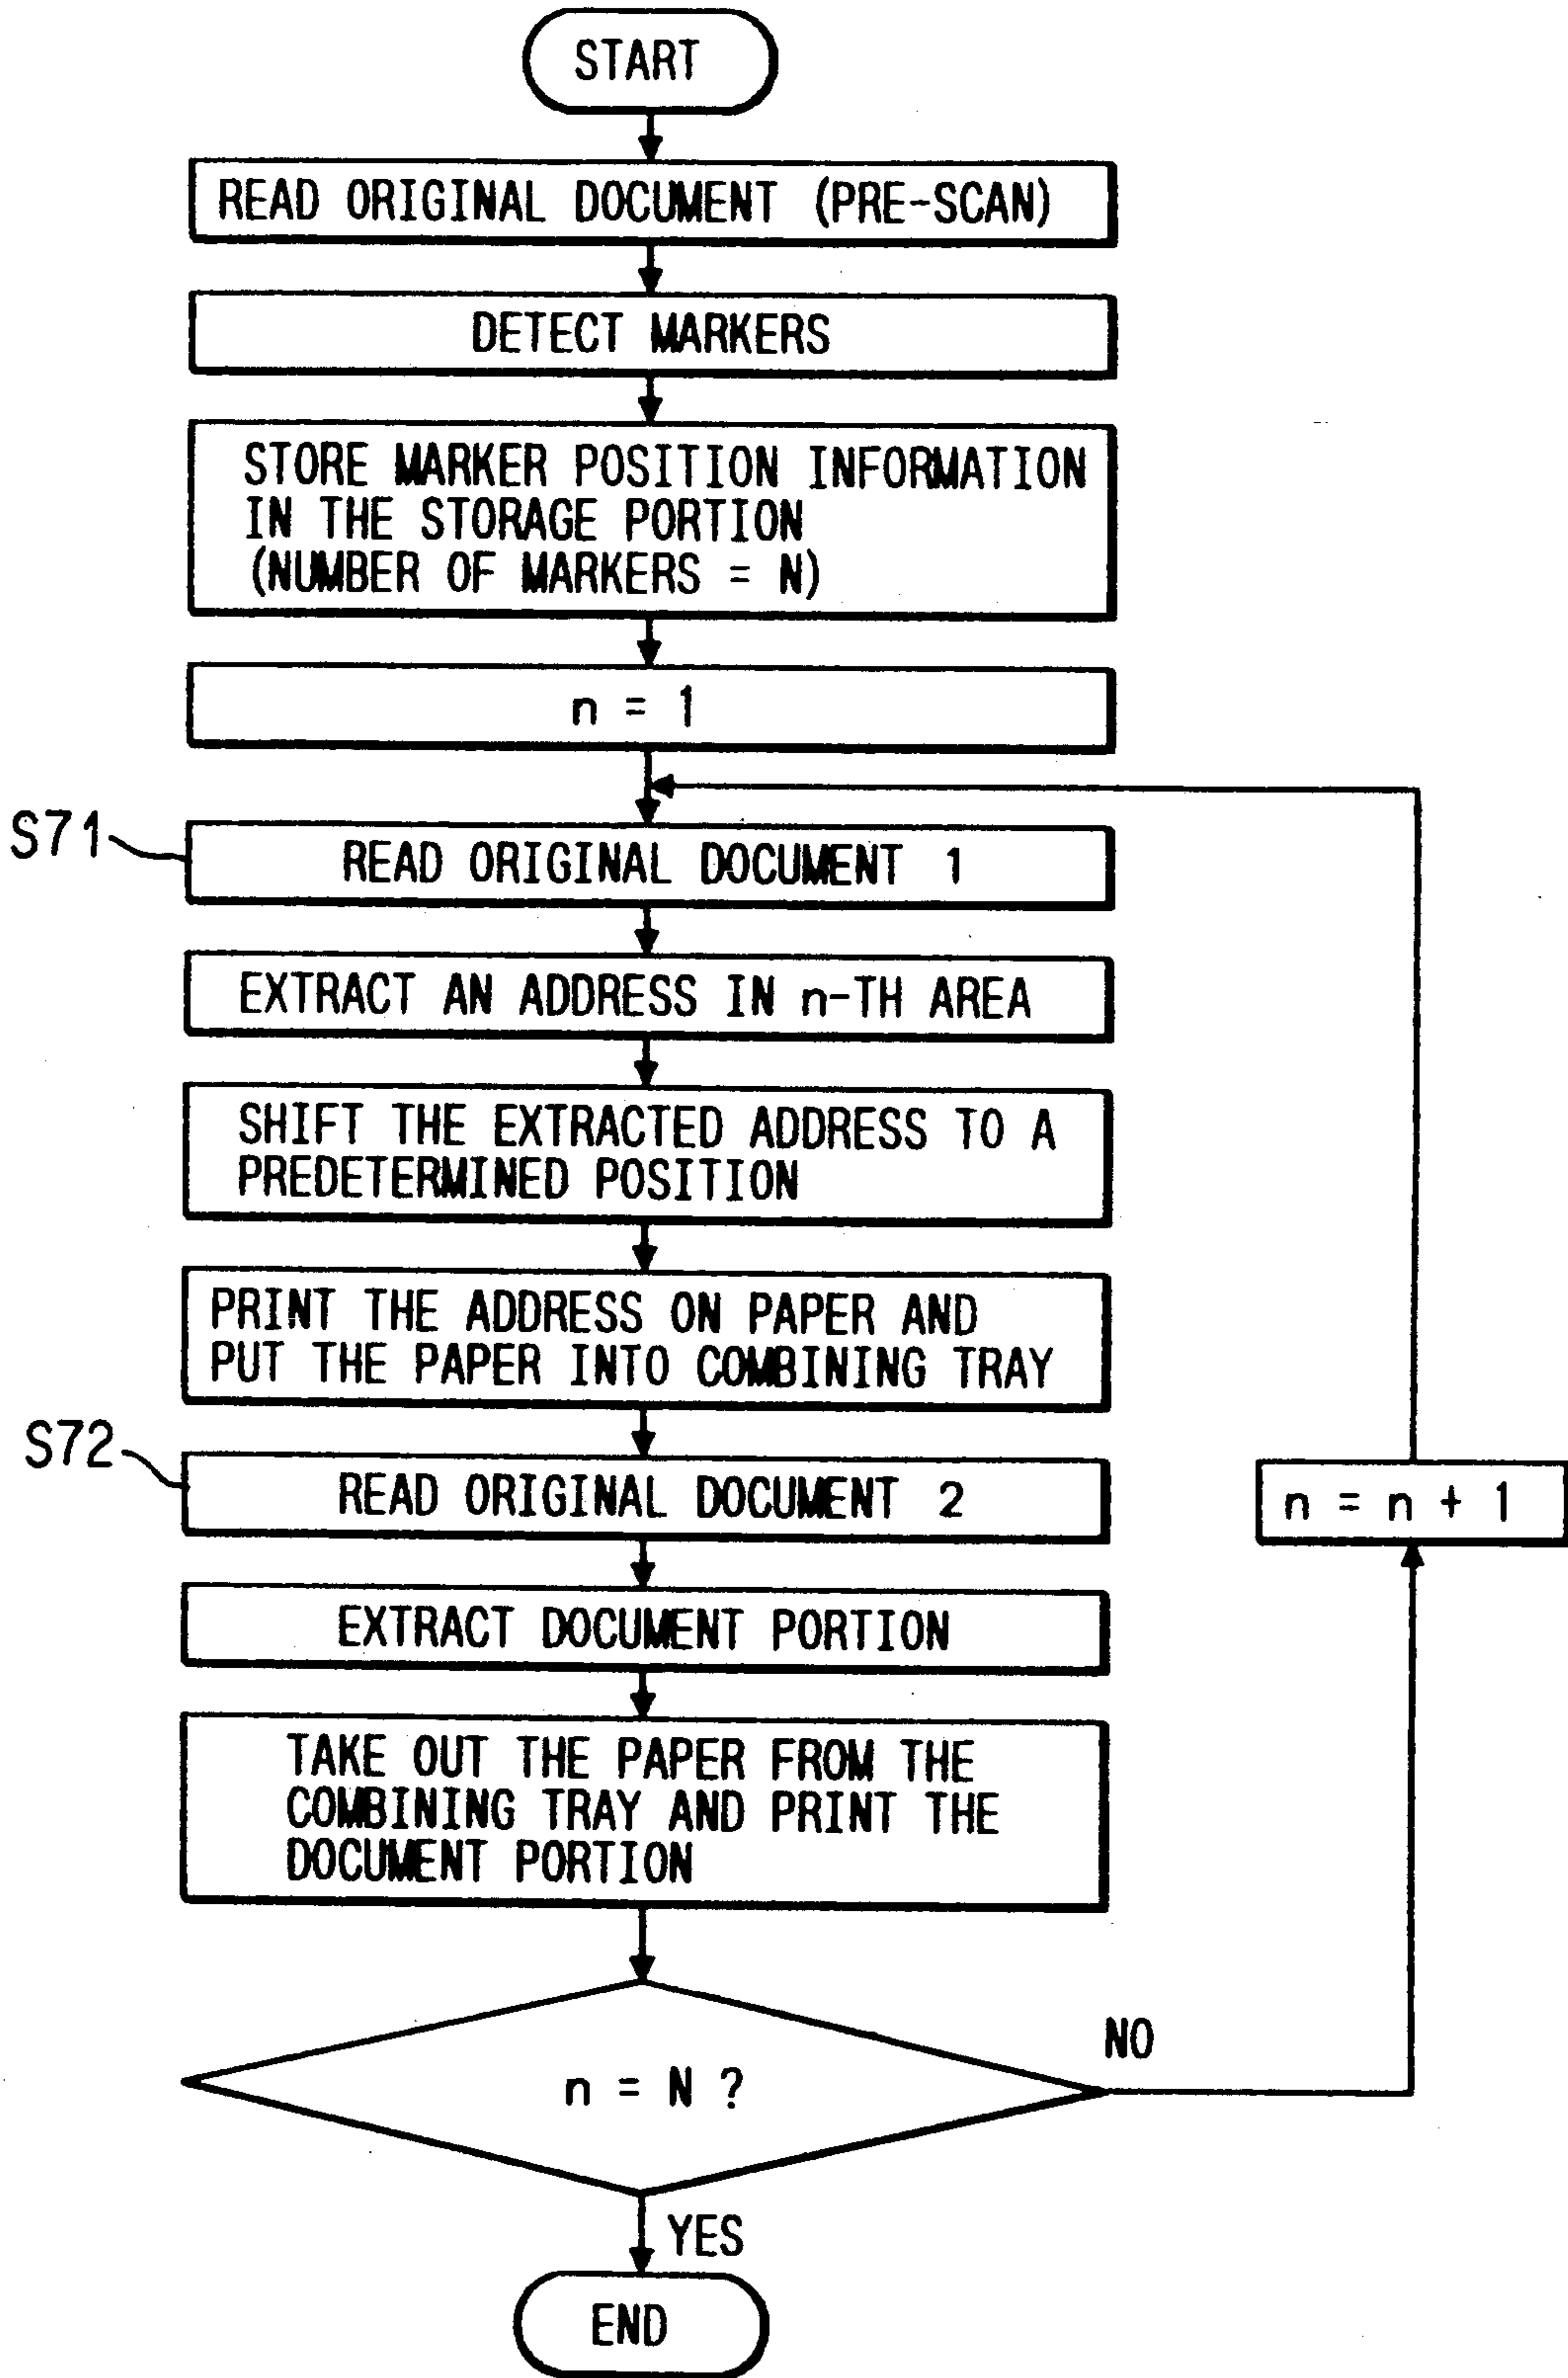 START
READ ORIGINAL DOCUMENT (PRE-SCAN)
DETECT MARKERS
STORE MARKER POSITION INFORMATION
IN THE STORAGE PORTION
(NUMBER OF MARKERS = N)
n = 1
S71
READ ORIGINAL DOCUMENT 1
EXTRACT AN ADDRESS IN n-TH AREA
SHIFT THE EXTRACTED ADDRESS TO A
PREDETERMINED POSITION
PRINT THE ADDRESS ON PAPER AND
PUT THE PAPER INTO COMBINING TRAY
S72
READ ORIGINAL DOCUMENT 2
n = n + 1
EXTRACT DOCUMENT PORTION
TAKE OUT THE PAPER FROM THE
COMBINING TRAY AND PRINT THE
DOCUMENT PORTION
NO
n = N ?
YES
END